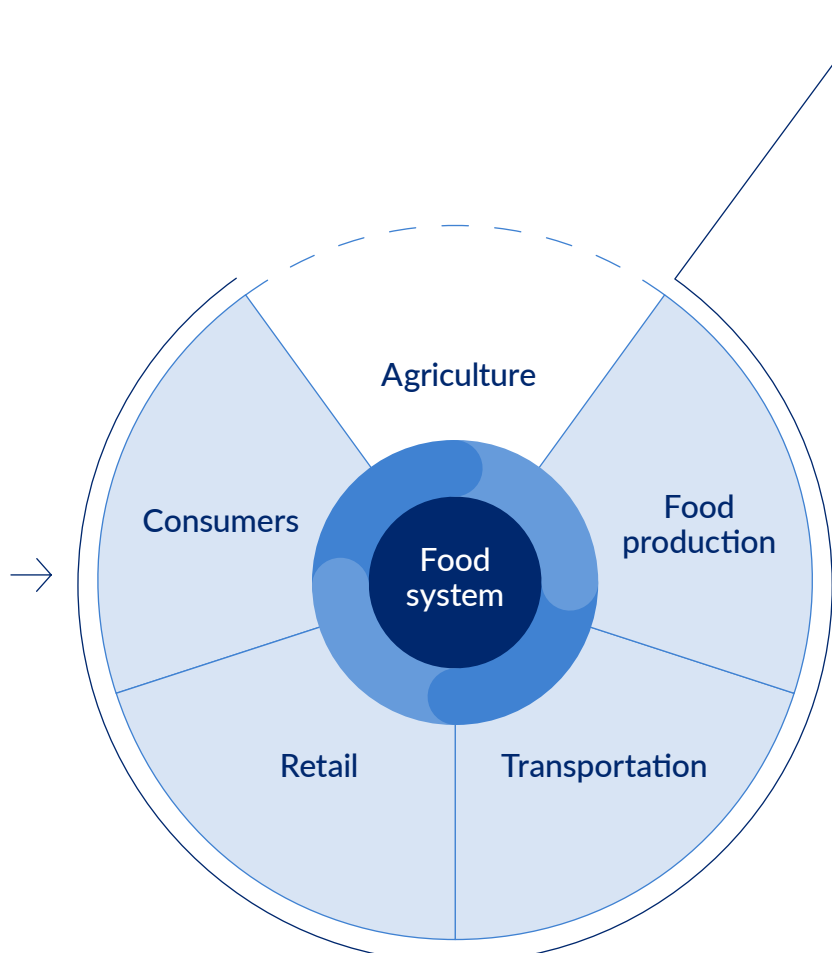 Agriculture
Food
production
Consumers
Food
system
Retail
Transportation